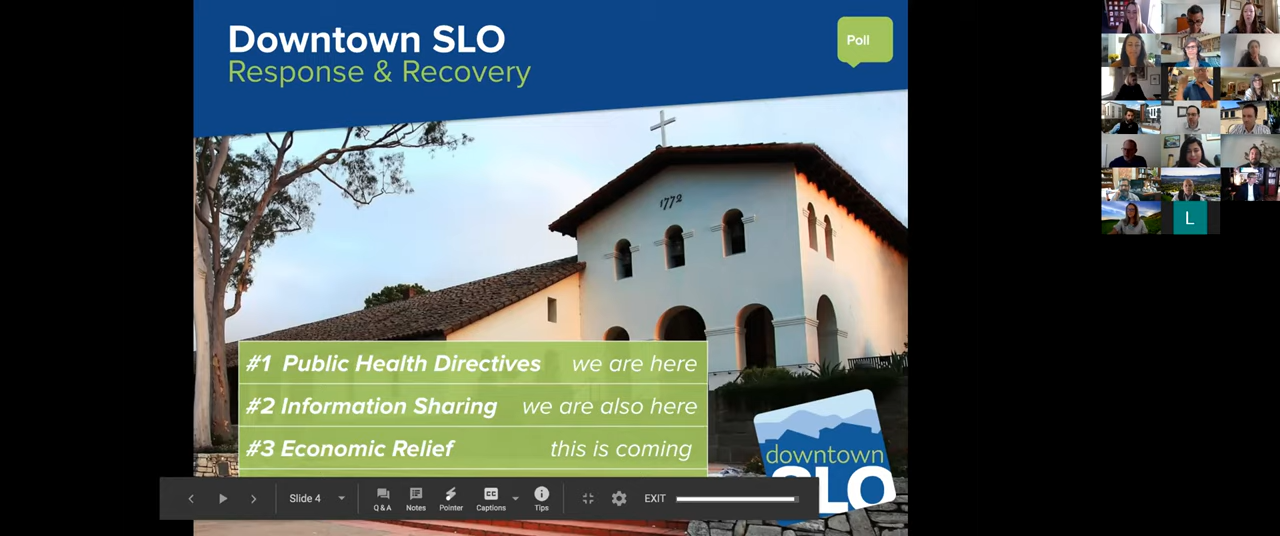 Downtown SLO
Response & Recovery
Poll
1772
#1 Public Health Directives we are here
#2 Information Sharing we are also here
#3 Economic Relief this is coming
downtown
SLO
Slide 4
Q & A
Notes
Pointer
CC
Captions
Tips
EXIT
L